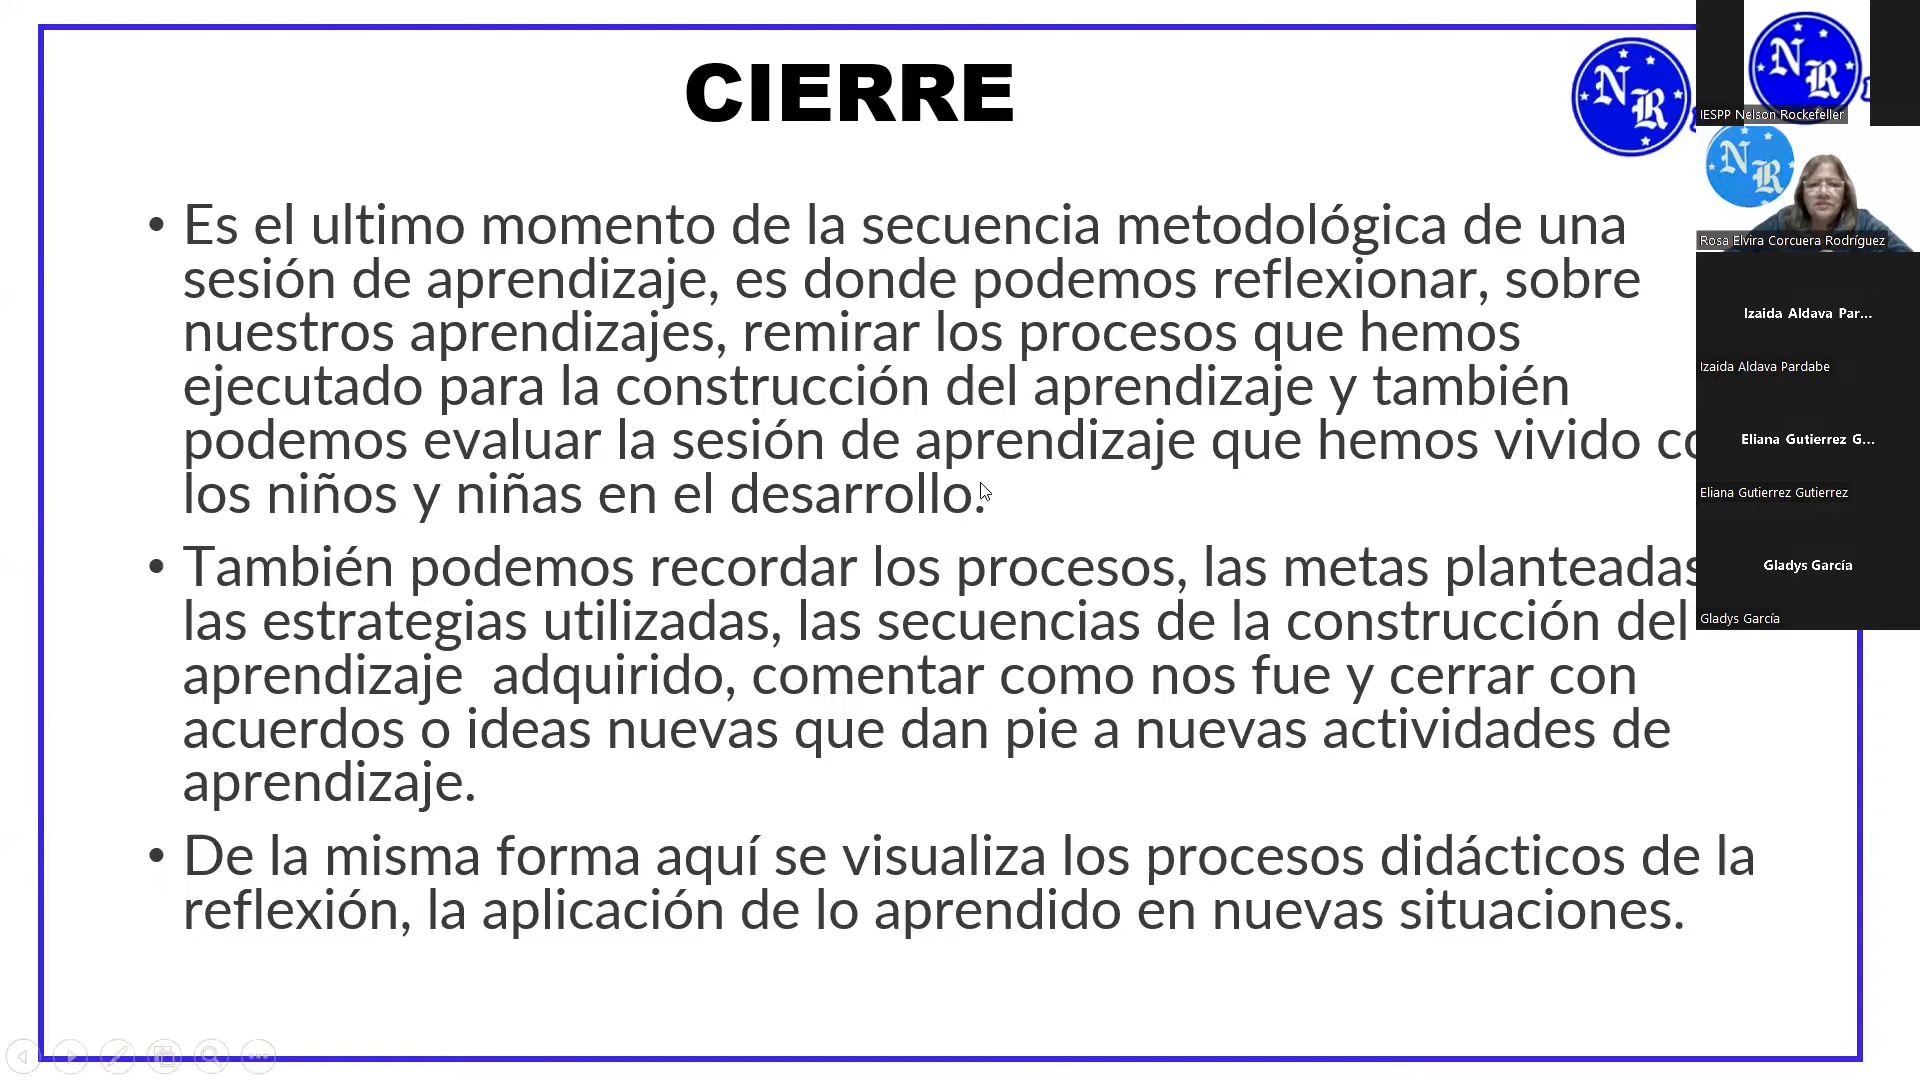 CIERRE
• Es el ultimo momento de la secuencia metodológica de una
sesión de aprendizaje, es donde podemos reflexionar, sobre
nuestros aprendizajes, remirar los procesos que hemos
ejecutado para la construcción del aprendizaje y también
podemos evaluar la sesión de aprendizaje que hemos vivido
los niños y niñas en el desarrollo.
• También podemos recordar los procesos, las metas planteadas
las estrategias utilizadas, las secuencias de la construcción del
aprendizaje adquirido, comentar como nos fue y cerrar con
acuerdos o ideas nuevas que dan pie a nuevas actividades de
aprendizaje.
• De la misma forma aquí se visualiza los procesos didácticos de la
reflexión, la aplicación de lo aprendido en nuevas situaciones.
NR
NR
IESPP Nelson Rockefeller
NR
Rosa Elvira Corcuera Rodríguez
Izaida Aldava Par...
Izaida Aldava Pardabe
Eliana Gutierrez G...
Eliana Gutierrez Gutierrez
Gladys García
Gladys García